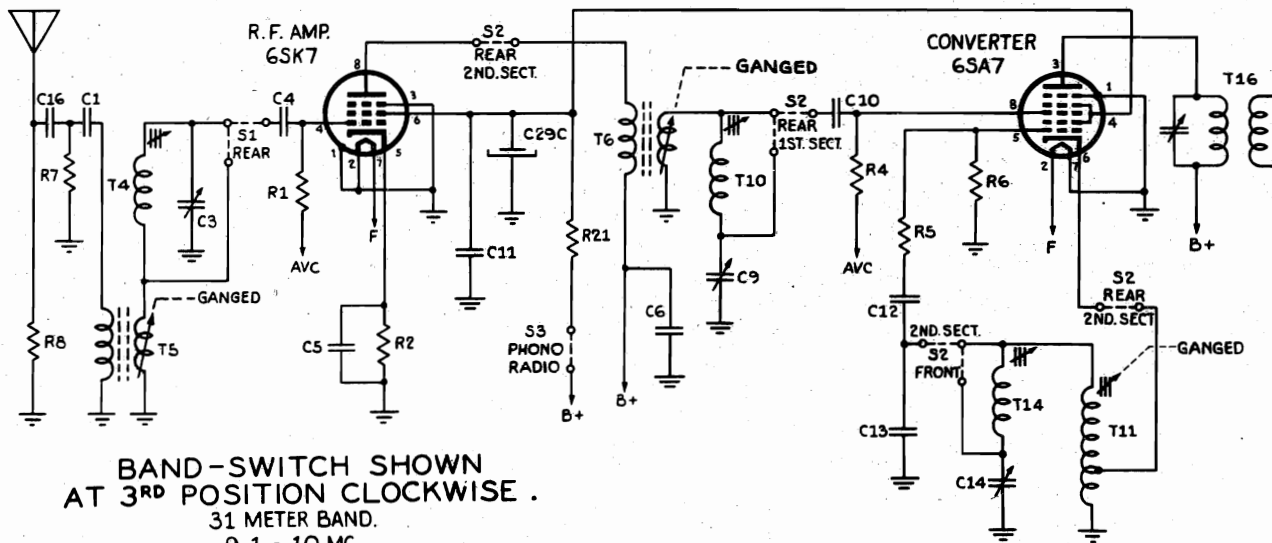 R.F. AMP.
6SK7
S2
REAR
2ND. SECT.
CONVERTER
6SA7
GANGED
T16
C16
C1
C4
S1
REAR
R7
T4
C3
R1
AVC
8
3
6
4
1
2
7
5
F
C29C
C11
R21
T6
S2
REAR
1ST. SECT.
C10
T10
R4
AVC
C9
3
1
8
4
5
2
7
6
F
R6
R5
B+
R8
T5
GANGED
C5
R2
S3
PHONO
RADIO
B+
B+
C6
C12
2ND. SECT.
S2
FRONT
S2
REAR
2ND. SECT
GANGED
T14
T11
C13
C14
BAND-SWITCH SHOWN
AT 3RD POSITION CLOCKWISE.
31 METER BAND.
9.1 - 10 MC.